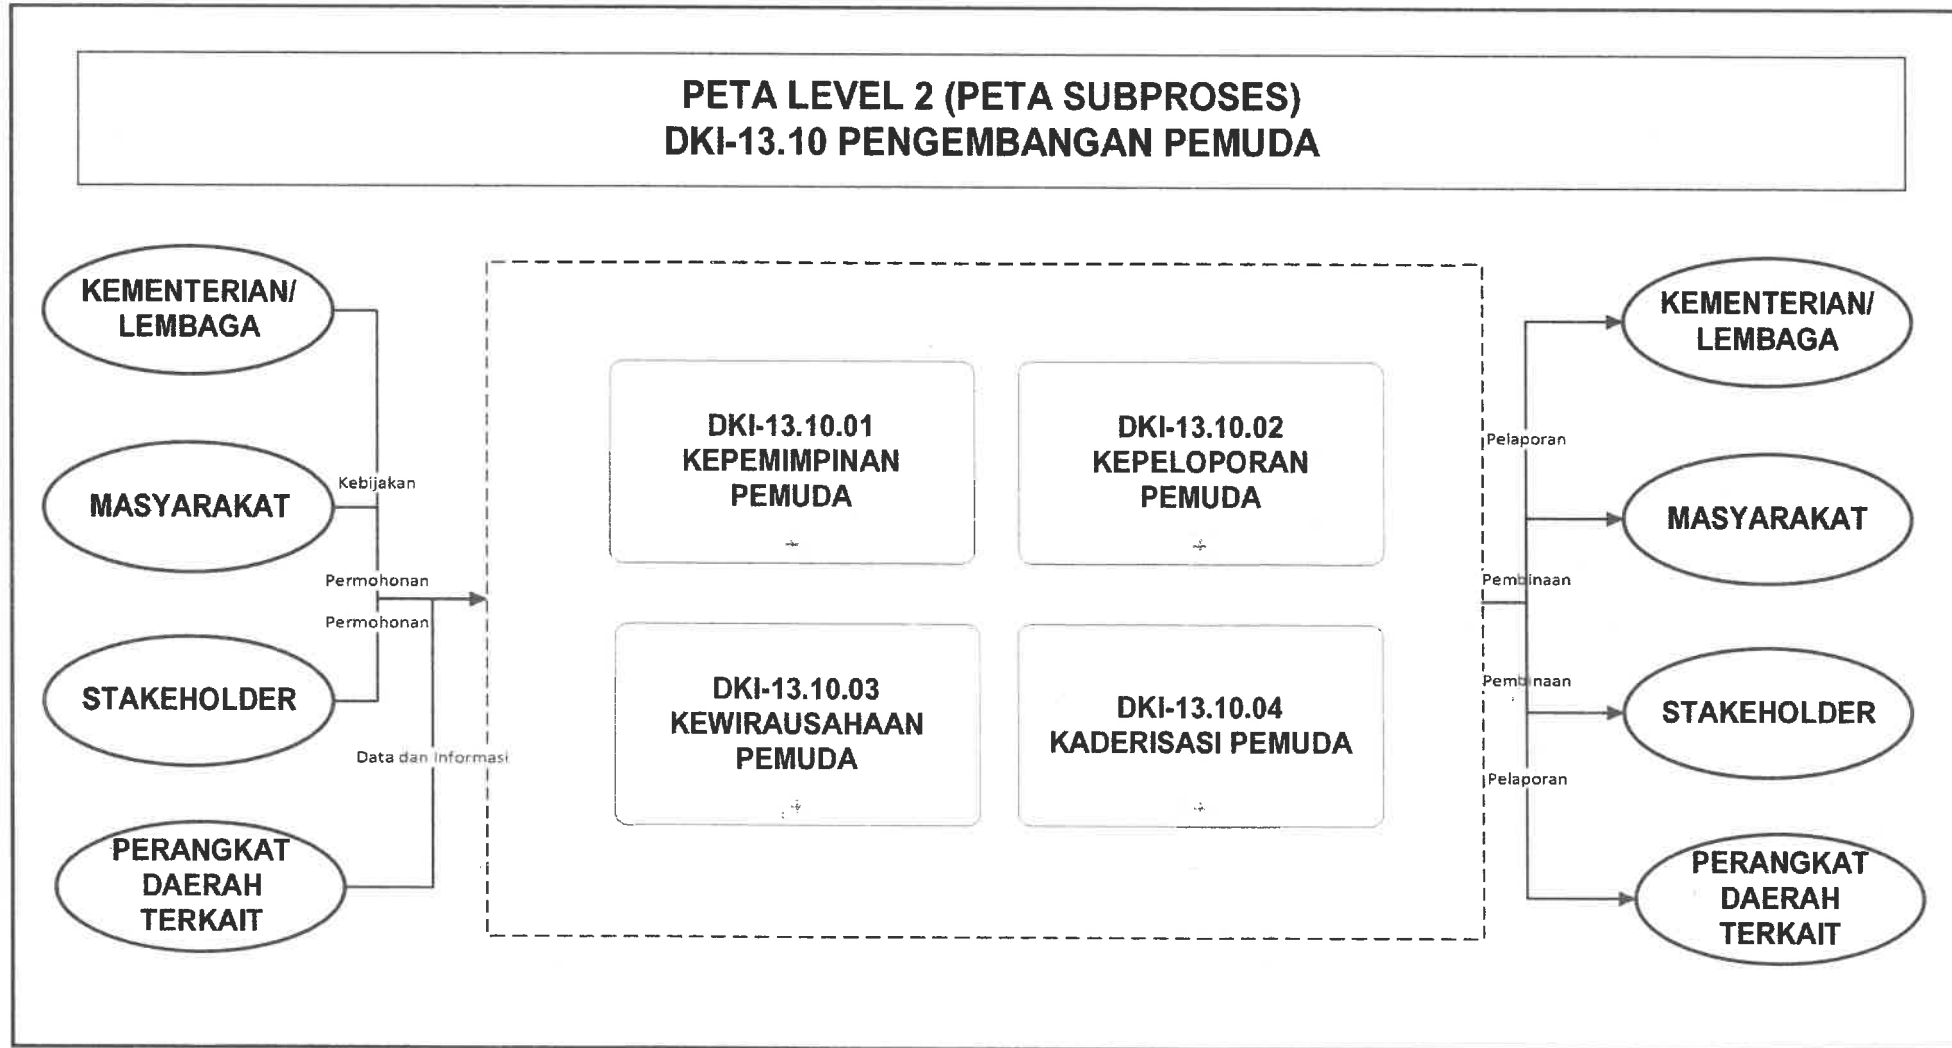 PETA LEVEL 2 (PETA SUBPROSES)
DKI-13.10 PENGEMBANGAN PEMUDA
KEMENTERIAN/
LEMBAGA
MASYARAKAT
STAKEHOLDER
PERANGKAT
DAERAH
TERKAIT
Kebijakan
Permohonan
Permohonan
Data dan Informasi
DKI-13.10.01
KEPEMIMPINAN
PEMUDA
+
DKI-13.10.02
KEPELOPORAN
PEMUDA
+
DKI-13.10.03
KEWIRAUSAHAAN
PEMUDA
+
DKI-13.10.04
KADERISASI PEMUDA
+
Pelaporan
Pembinaan
Pembinaan
Pelaporan
KEMENTERIAN/
LEMBAGA
MASYARAKAT
STAKEHOLDER
PERANGKAT
DAERAH
TERKAIT